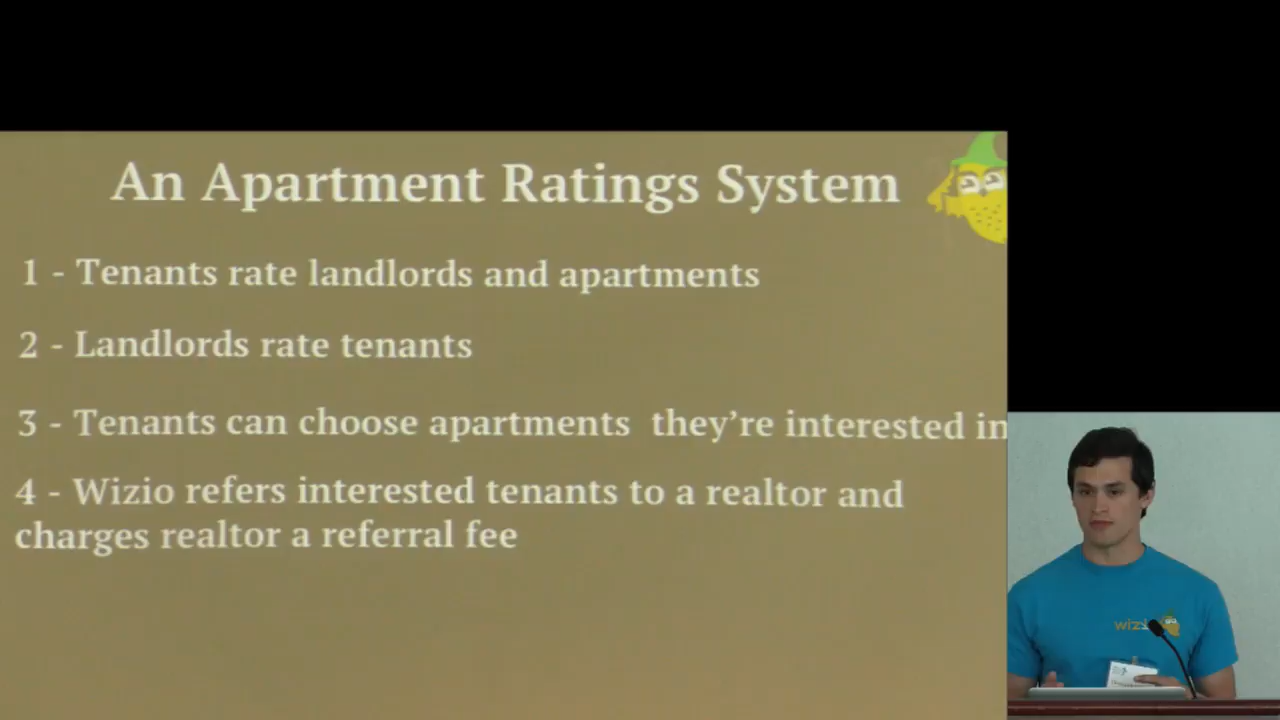 An Apartment Ratings System
1 - Tenants rate landlords and apartments
2 - Landlords rate tenants
3 - Tenants can choose apartments they're interested in
4 - Wizio refers interested tenants to a realtor and
charges realtor a referral fee